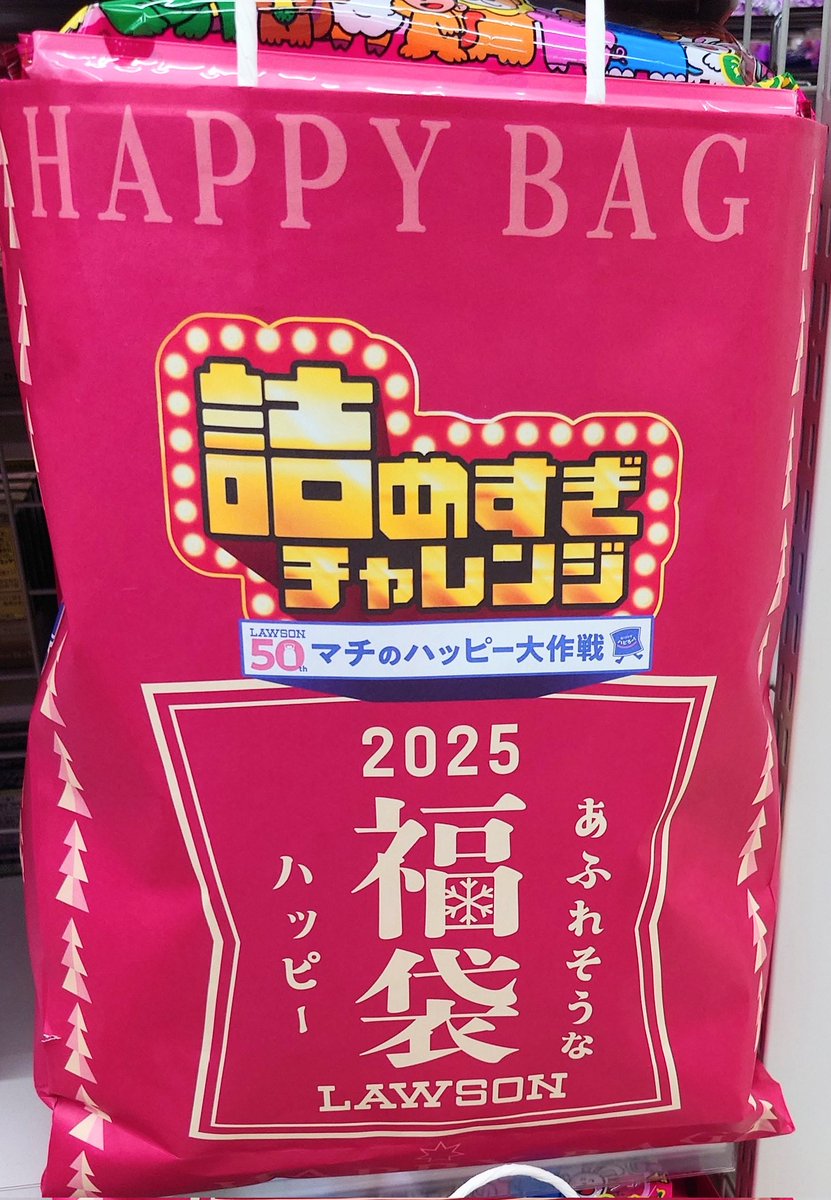 HAPPY BAG
詰めすぎ
チャレンジ
LAWSON
50th
マチのハッピー大作戦
2025
あふれそうな
福袋
ハッピー
LAWSON